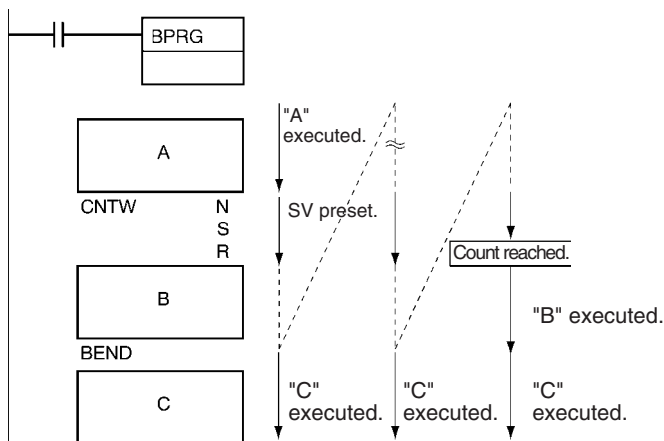 BPRG
"A"
executed.
A
CNTW N
S
R
SV preset.
Count reached.
B
"B" executed.
BEND
C
"C"
executed.
"C"
executed.
"C"
executed.